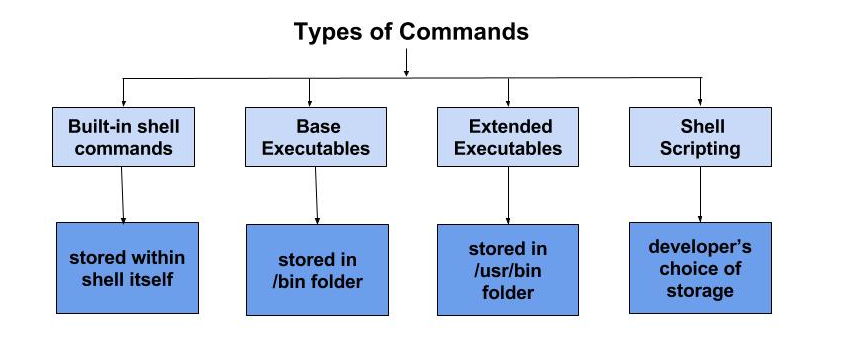 Types of Commands
Built-in shell
commands
Base
Executables
Extended
Executables
Shell
Scripting
stored within
shell itself
stored in
/bin folder
stored in
/usr/bin
folder
developer's
choice of
storage